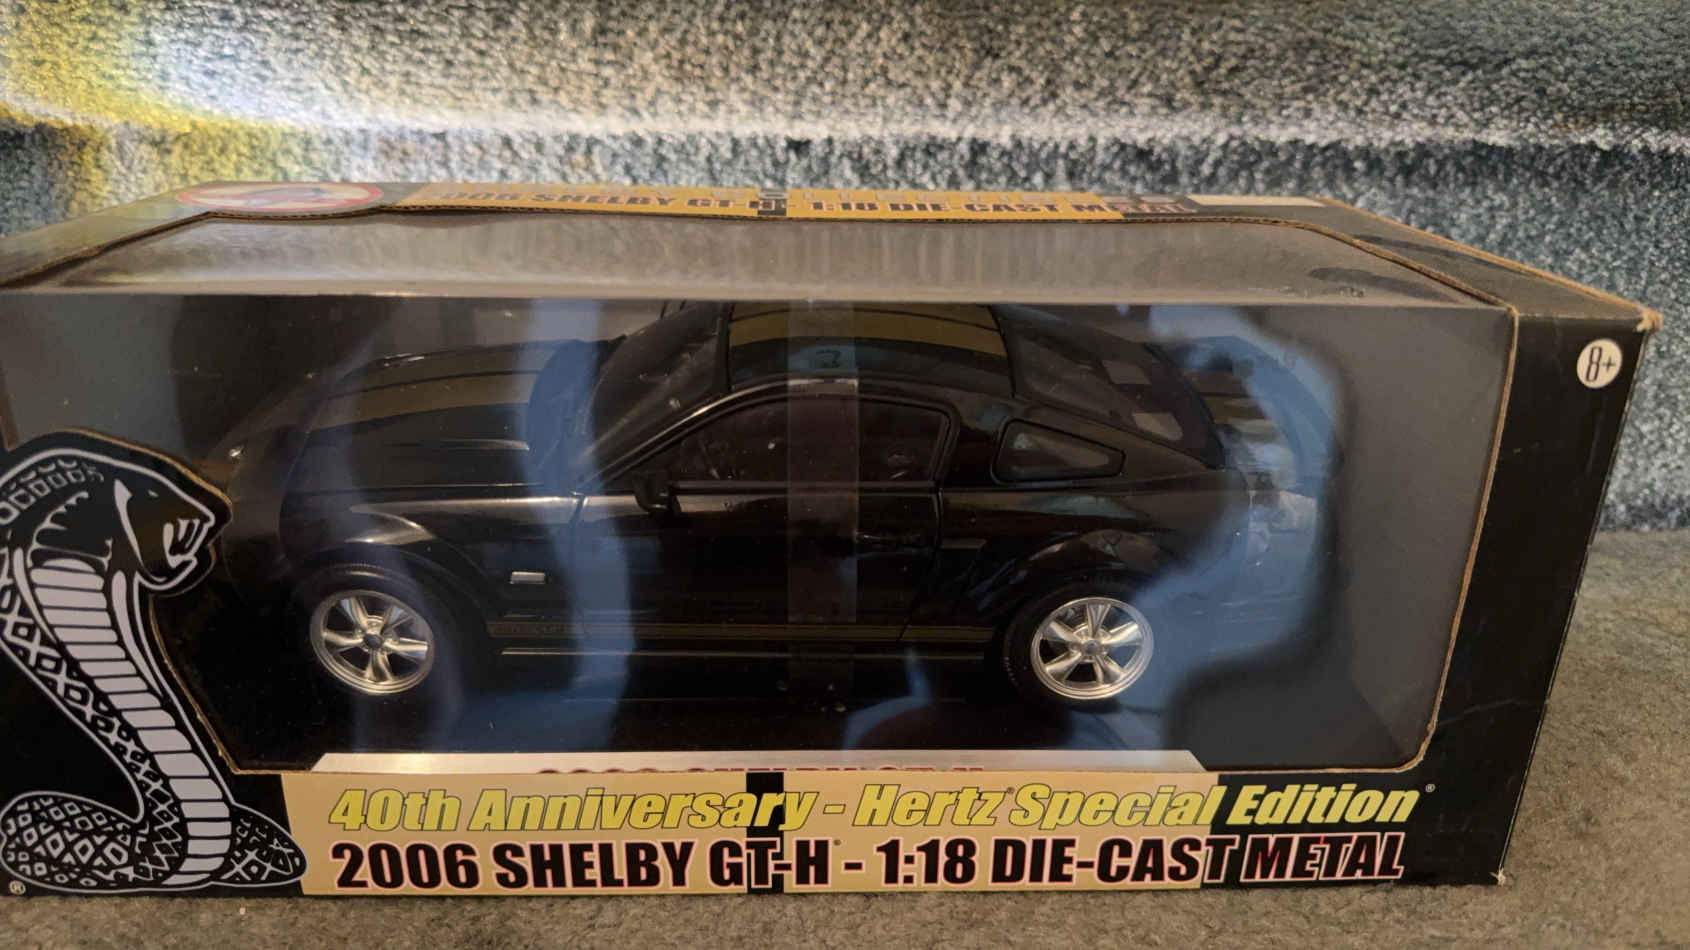 SHELBY GT-H - 1:18 DIE-CAST METAL
8+
40th Anniversary - Hertz® Special Edition®
2006 SHELBY GT-H® - 1:18 DIE-CAST METAL
®